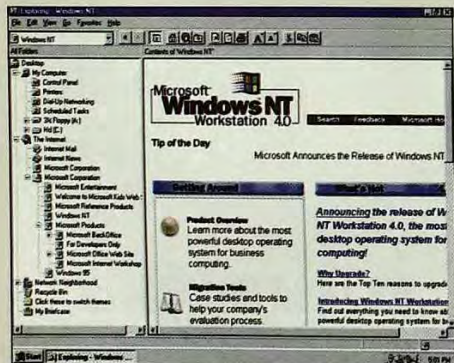 Exploring - Windows NT
File Edit View Go Favorites Help
Windows NT
All Folders
Contents of 'Windows NT'
Desktop
My Computer
Control Panel
Printers
Dial-Up Networking
Scheduled Tasks
3½ Floppy (A:)
Hd (C:)
The Internet
Internet Mail
Internet News
Microsoft Corporation
Microsoft Corporation
Microsoft Entertainment
Welcome to Microsoft Kids Web
Microsoft Reference Products
Windows NT
Microsoft Products
Microsoft BackOffice
For Developers Only
Microsoft Office Web Site
Microsoft Internet Workshop
Windows 95
Network Neighborhood
Recycle Bin
Click these to switch themes
My Briefcase
Microsoft
Windows NT
Workstation 4.0
Search Feedback Microsoft Ho
Tip of the Day
Microsoft Announces the Release of Windows NT
Getting Around
Product Overview
Learn more about the most
powerful desktop operating
system for business
computing.
Migration Tools
Case studies and tools to
help your company's
evaluation process.
What's Hot
Announcing the release of W
NT Workstation 4.0, the mos
desktop operating system for
computing!
Why Upgrade?
Here are the Top Ten reasons to upgrade
Introducing Windows NT Workstation
Find out everything you need to know ab
powerful desktop operating system for b
Start
Exploring - Windows ...